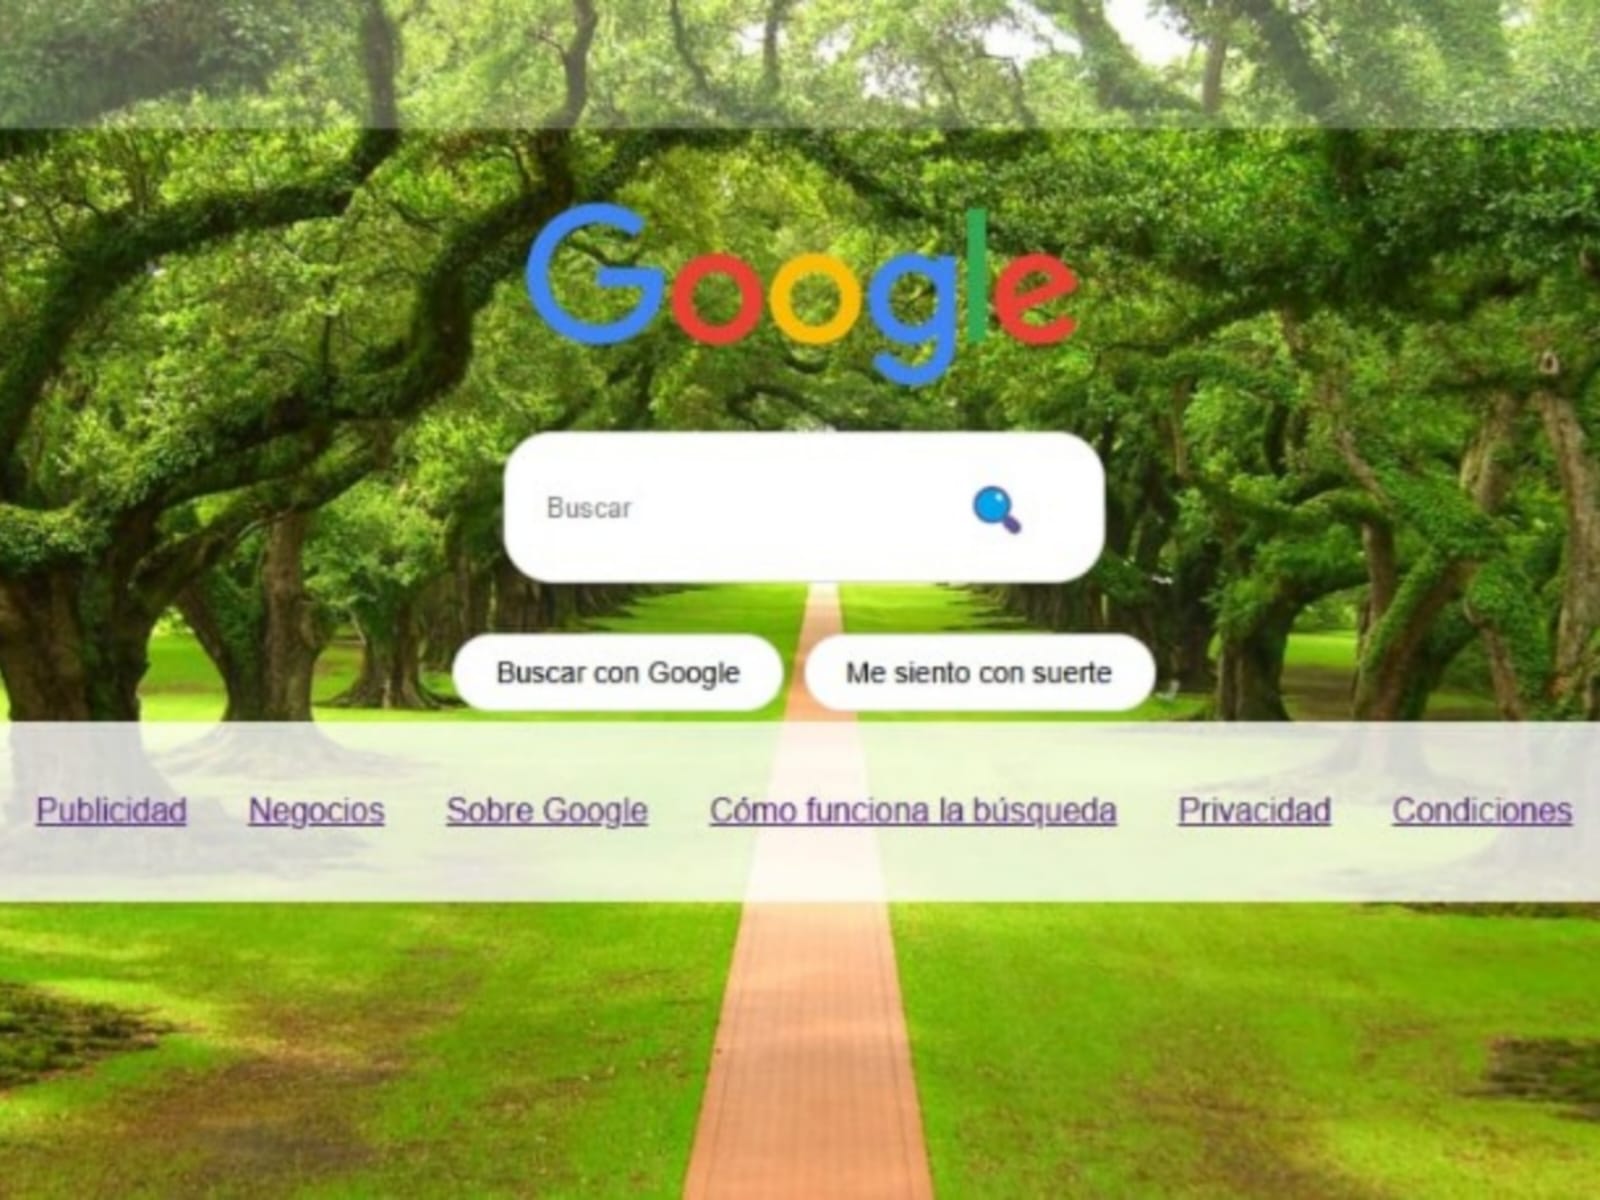 Google
Buscar
Buscar con Google
Me siento con suerte
Publicidad
Negocios
Sobre Google
Cómo funciona la búsqueda
Privacidad
Condiciones